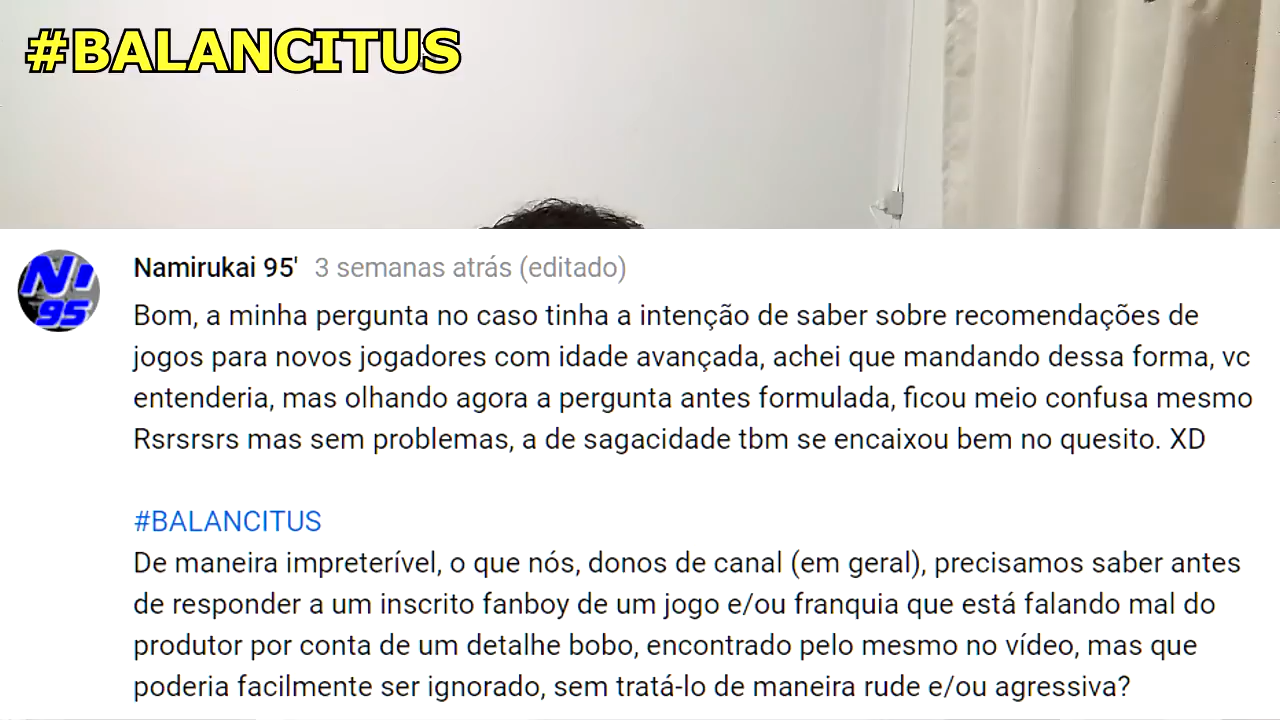 #BALANCITUS
NI
95
Namirukai 95' 3 semanas atrás (editado)
Bom, a minha pergunta no caso tinha a intenção de saber sobre recomendações de
jogos para novos jogadores com idade avançada, achei que mandando dessa forma, vc
entenderia, mas olhando agora a pergunta antes formulada, ficou meio confusa mesmo
Rsrsrsrs mas sem problemas, a de sagacidade tbm se encaixou bem no quesito. XD
#BALANCITUS
De maneira impreterível, o que nós, donos de canal (em geral), precisamos saber antes
de responder a um inscrito fanboy de um jogo e/ou franquia que está falando mal do
produtor por conta de um detalhe bobo, encontrado pelo mesmo no vídeo, mas que
poderia facilmente ser ignorado, sem tratá-lo de maneira rude e/ou agressiva?